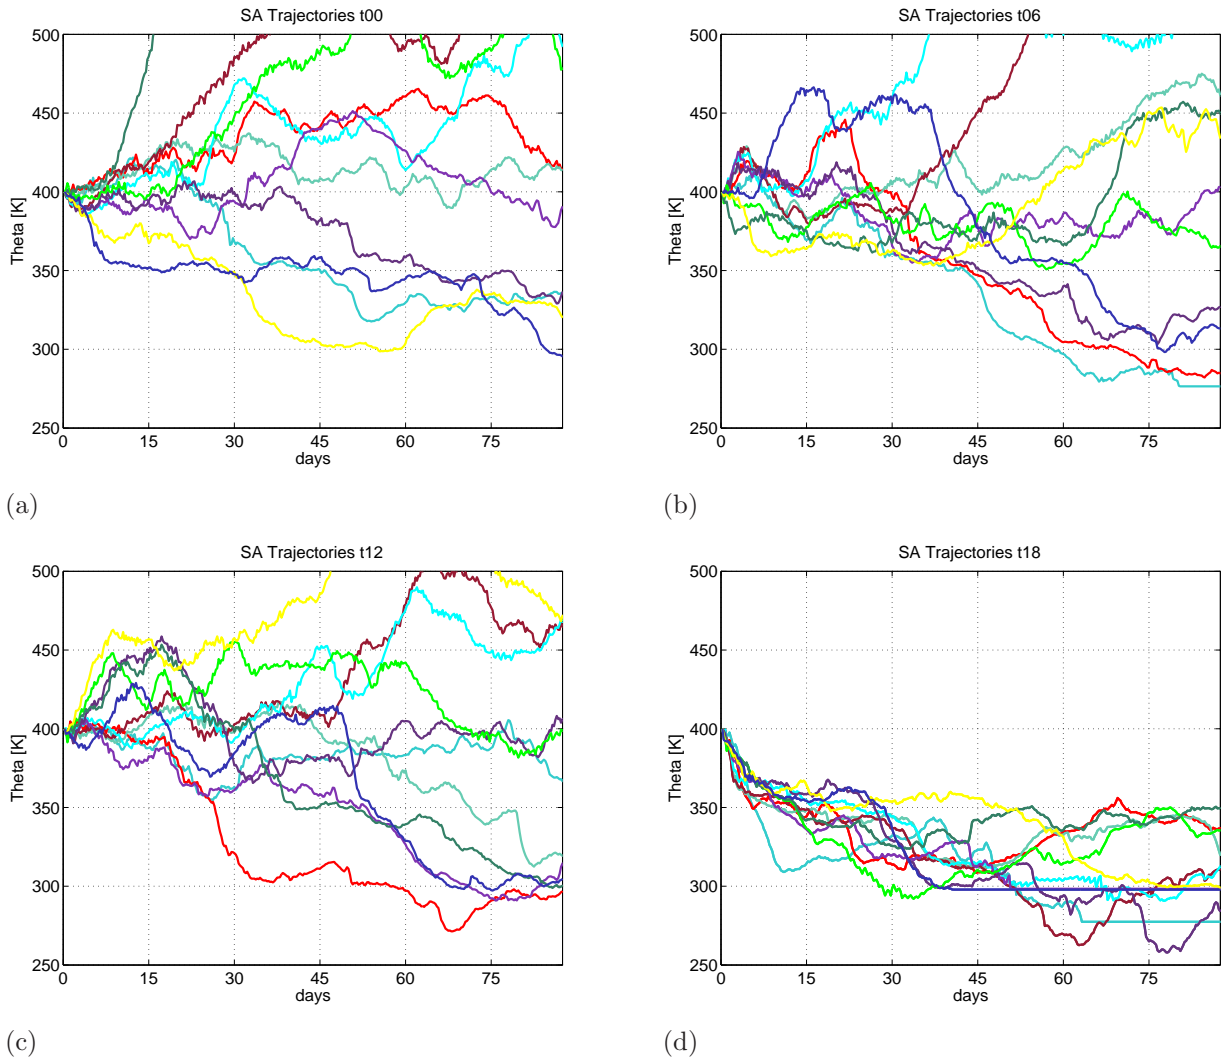 SA Trajectories t00
500
450
400
350
300
250
Theta [K]
0 15 30 45 60 75
days
(a)
SA Trajectories t06
500
450
400
350
300
250
Theta [K]
0 15 30 45 60 75
days
(b)
SA Trajectories t12
500
450
400
350
300
250
Theta [K]
0 15 30 45 60 75
days
(c)
SA Trajectories t18
500
450
400
350
300
250
Theta [K]
0 15 30 45 60 75
days
(d)